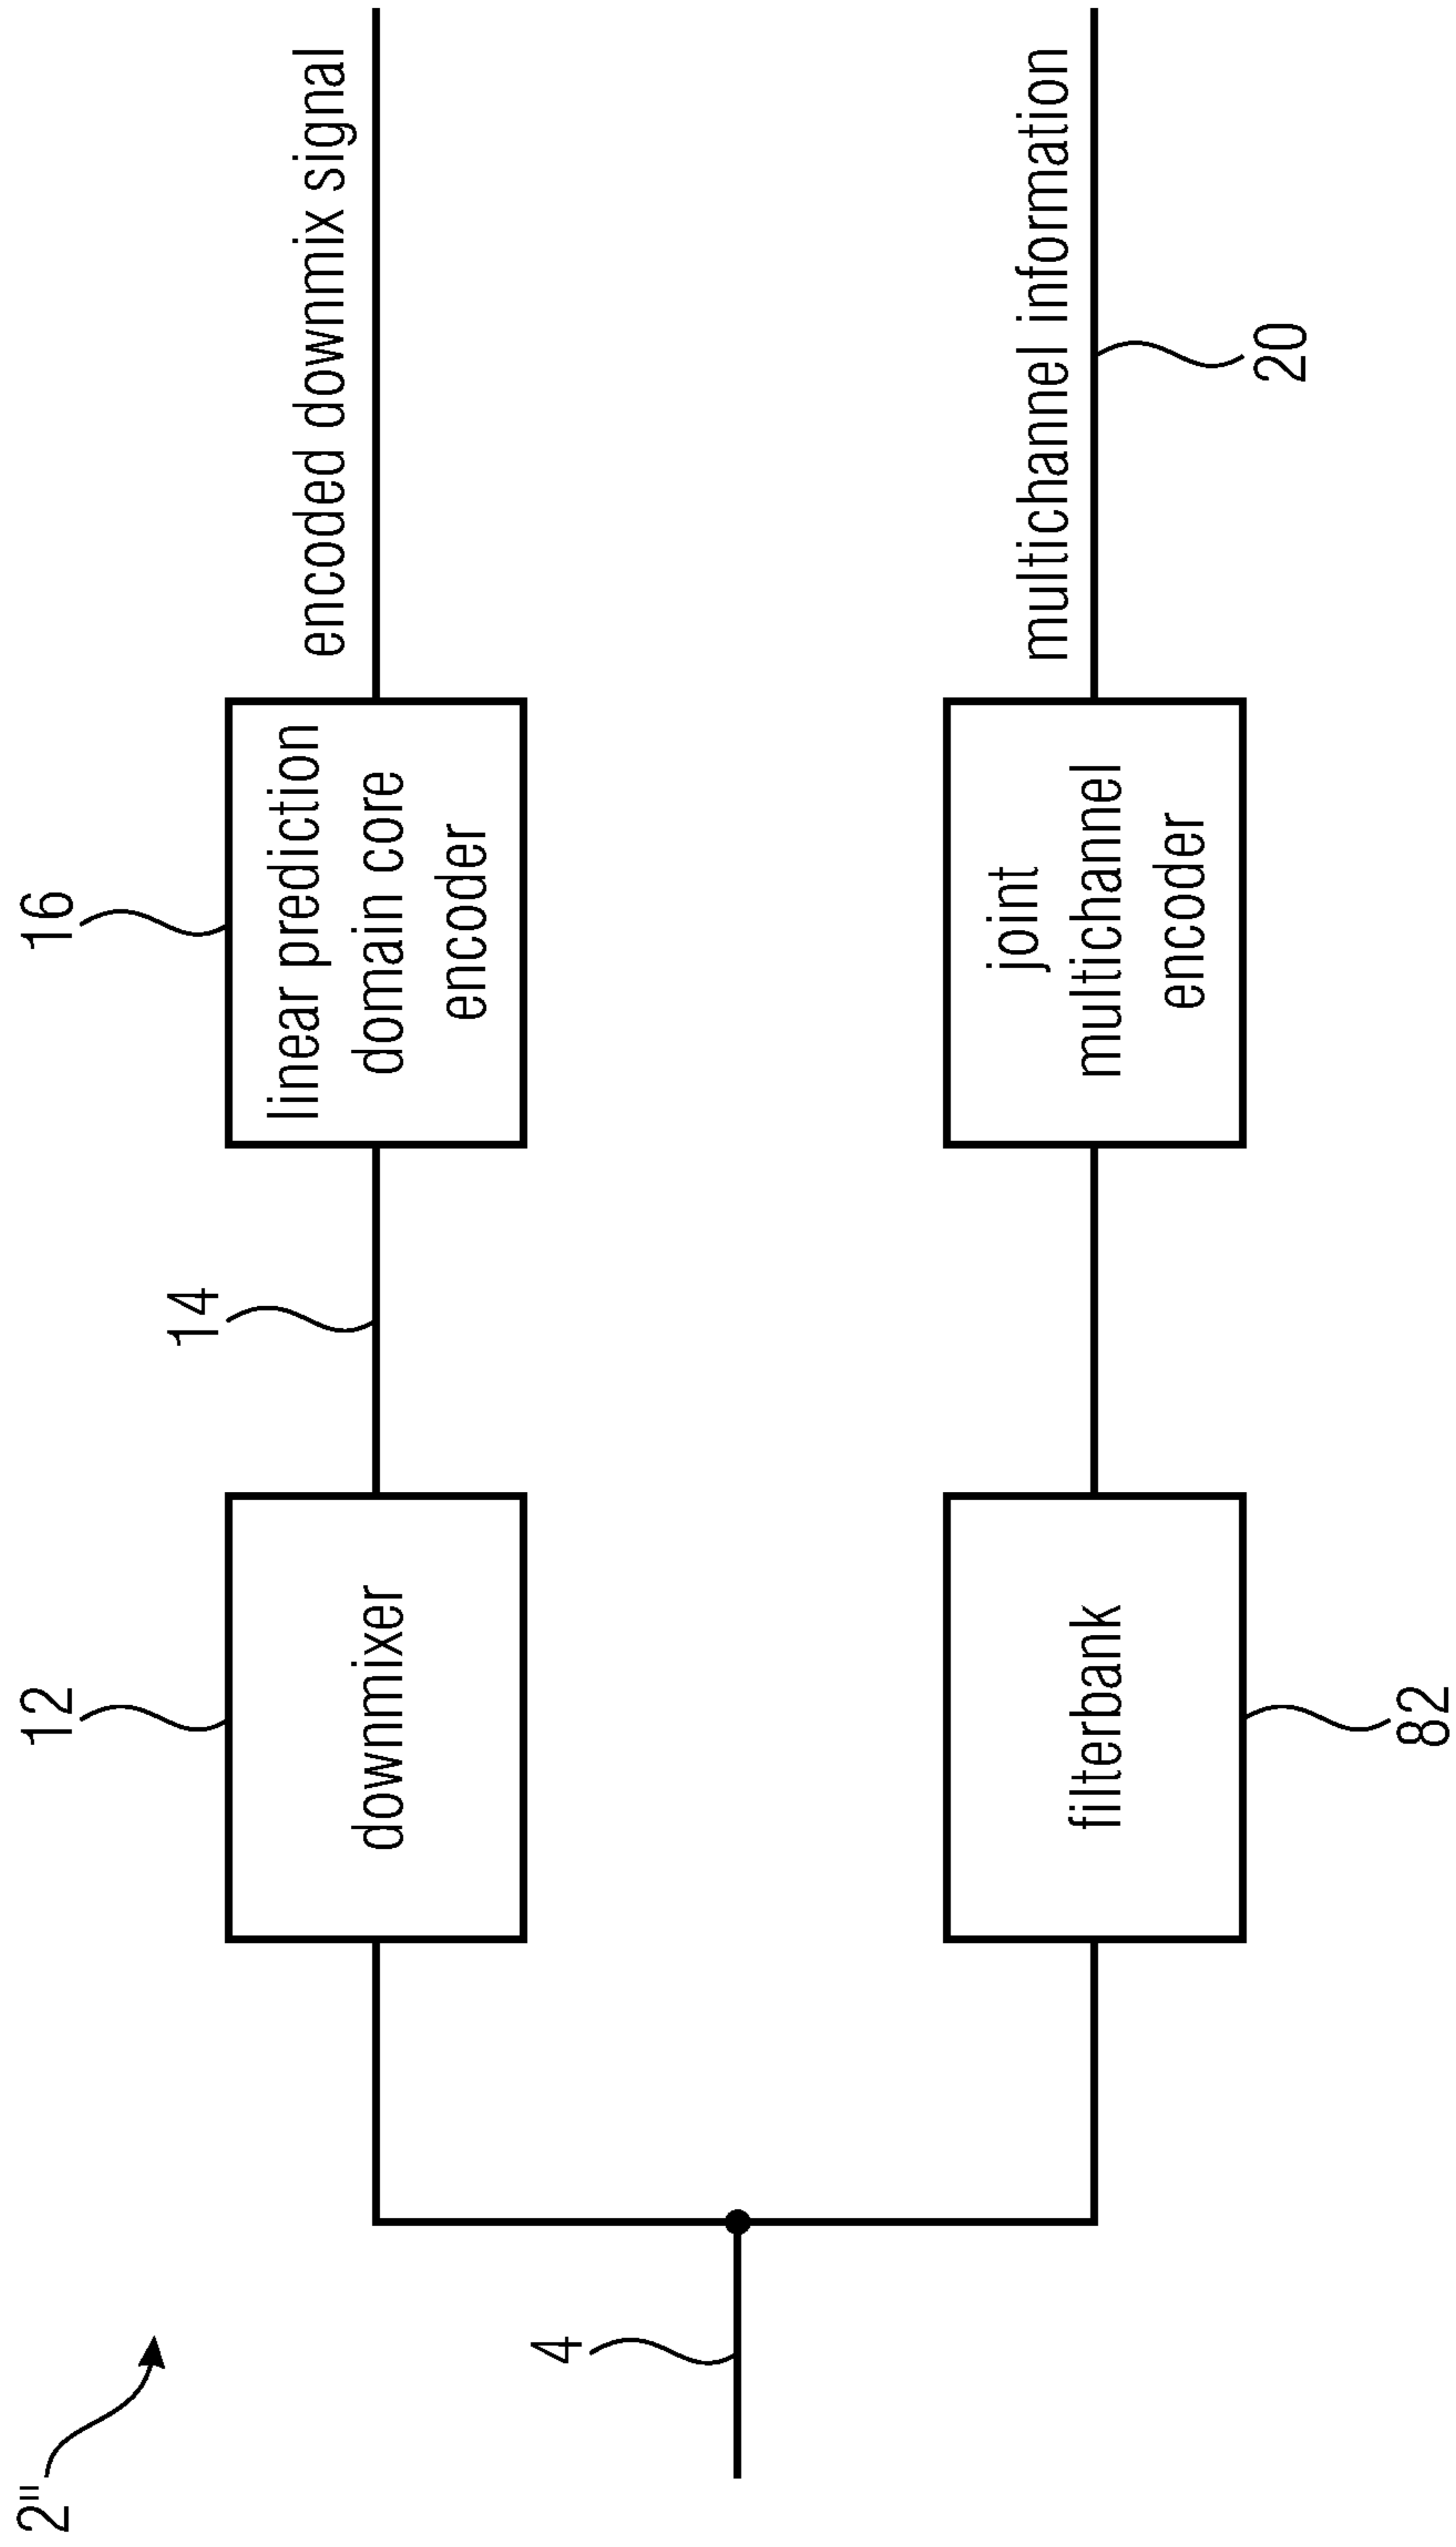 2"
4
12
downmixer
14
16
linear prediction
domain core
encoder
encoded downmix signal
filterbank
82
joint
multichannel
encoder
multichannel information
20